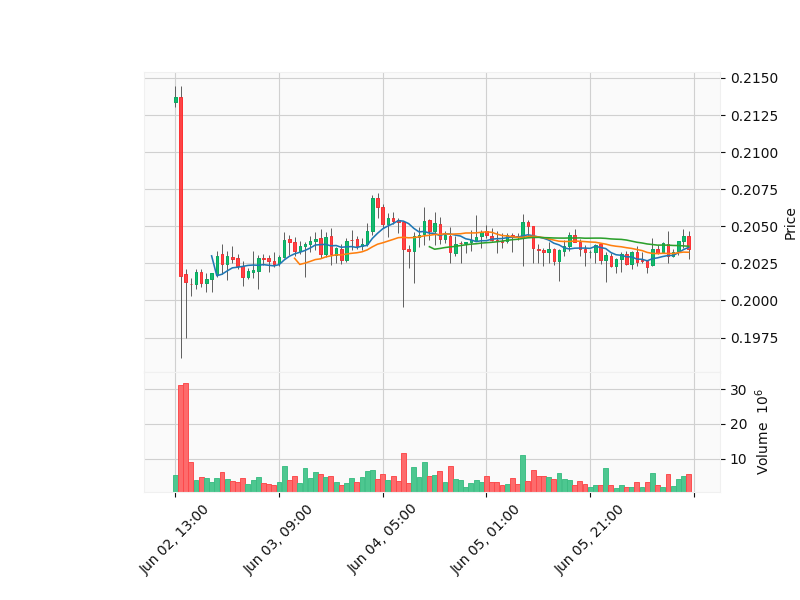 0.2150
0.2125
0.2100
0.2075
0.2050
0.2025
0.2000
0.1975
Price
30
20
10
Volume 10^6
Jun 02, 13:00
Jun 03, 09:00
Jun 04, 05:00
Jun 05, 01:00
Jun 05, 21:00